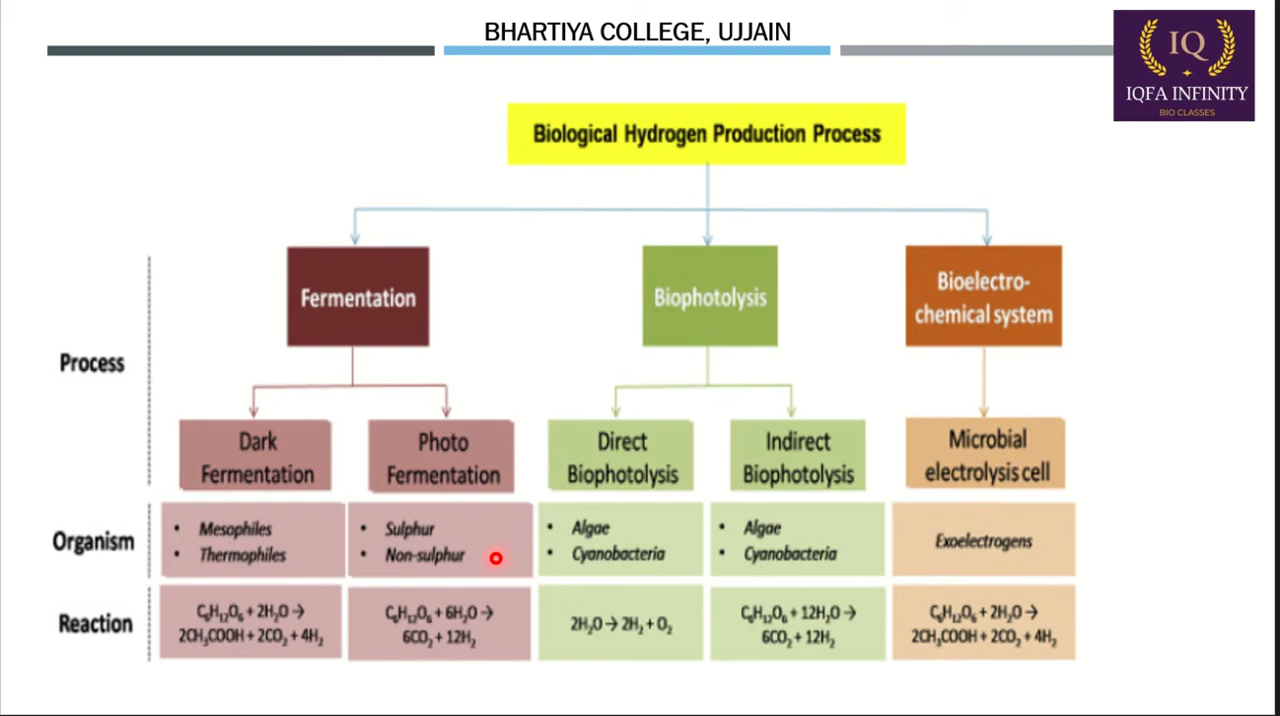 BHARTIYA COLLEGE, UJJAIN
IQ
IQFA INFINITY
BIO CLASSES
Biological Hydrogen Production Process
Fermentation
Biophotolysis
Bioelectro-
chemical system
Process
Dark
Fermentation
Photo
Fermentation
Direct
Biophotolysis
Indirect
Biophotolysis
Microbial
electrolysis cell
Organism
• Mesophiles
• Thermophiles
• Sulphur
• Non-sulphur
• Algae
• Cyanobacteria
• Algae
• Cyanobacteria
Exoelectrogens
Reaction
C₆H₁₂O₆ + 2H₂O →
2CH₃COOH + 2CO₂ + 4H₂
C₆H₁₂O₆ + 6H₂O →
6CO₂ + 12H₂
2H₂O → 2H₂ + O₂
C₆H₁₂O₆ + 12H₂O →
6CO₂ + 12H₂
C₆H₁₂O₆ + 2H₂O →
2CH₃COOH + 2CO₂ + 4H₂